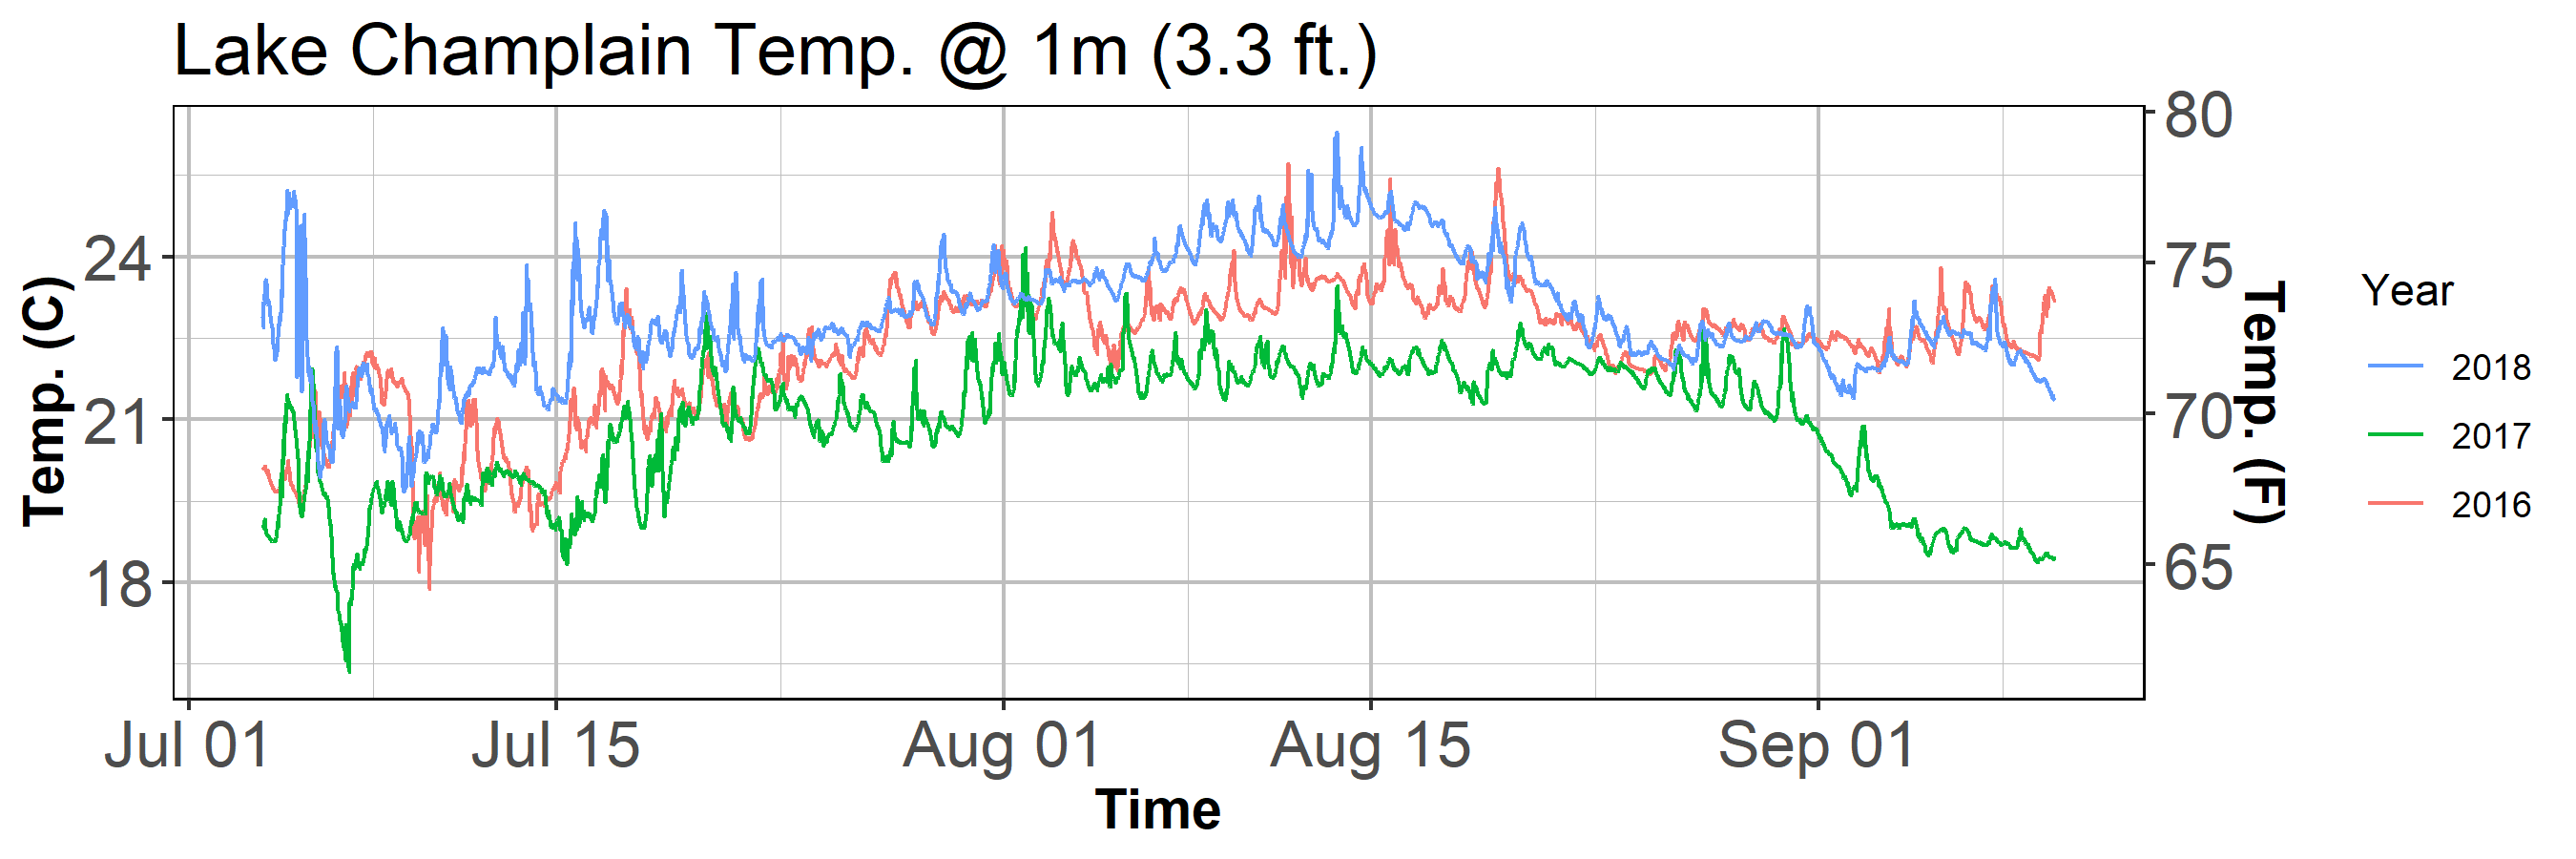 Lake Champlain Temp. @ 1m (3.3 ft.)
Temp. (C)
24
21
18
80
75
70
65
Temp. (F)
Jul 01
Jul 15
Aug 01
Aug 15
Sep 01
Time
Year
2018
2017
2016